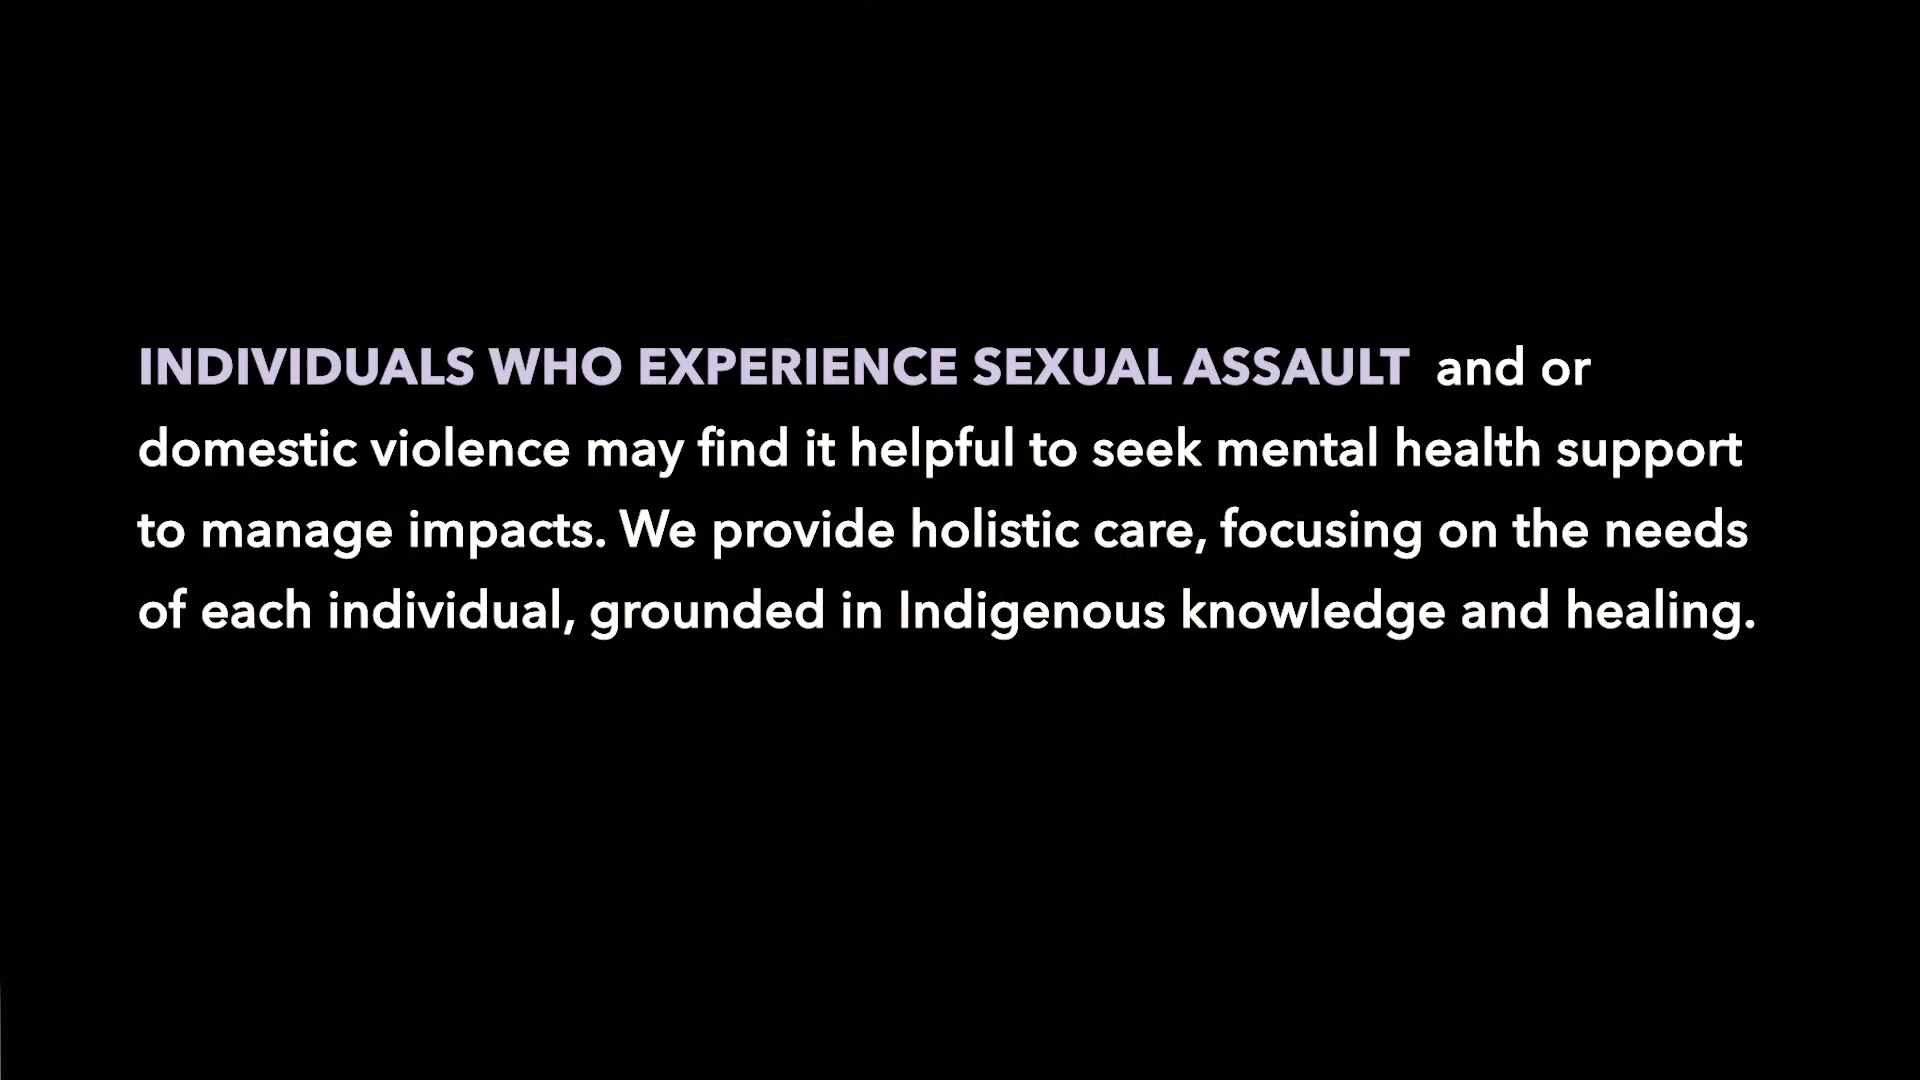 INDIVIDUALS WHO EXPERIENCE SEXUAL ASSAULT and or
domestic violence may find it helpful to seek mental health support
to manage impacts. We provide holistic care, focusing on the needs
of each individual, grounded in Indigenous knowledge and healing.